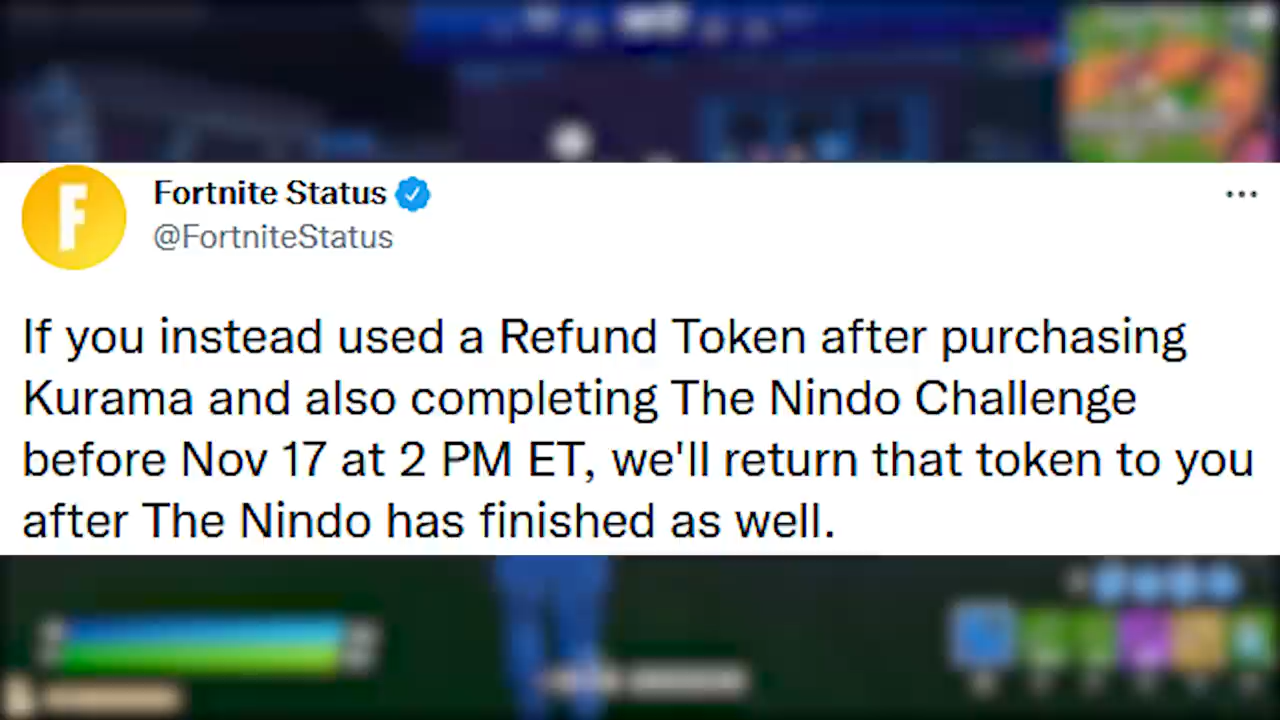 Fortnite Status
@FortniteStatus
If you instead used a Refund Token after purchasing
Kurama and also completing The Nindo Challenge
before Nov 17 at 2 PM ET, we'll return that token to you
after The Nindo has finished as well.